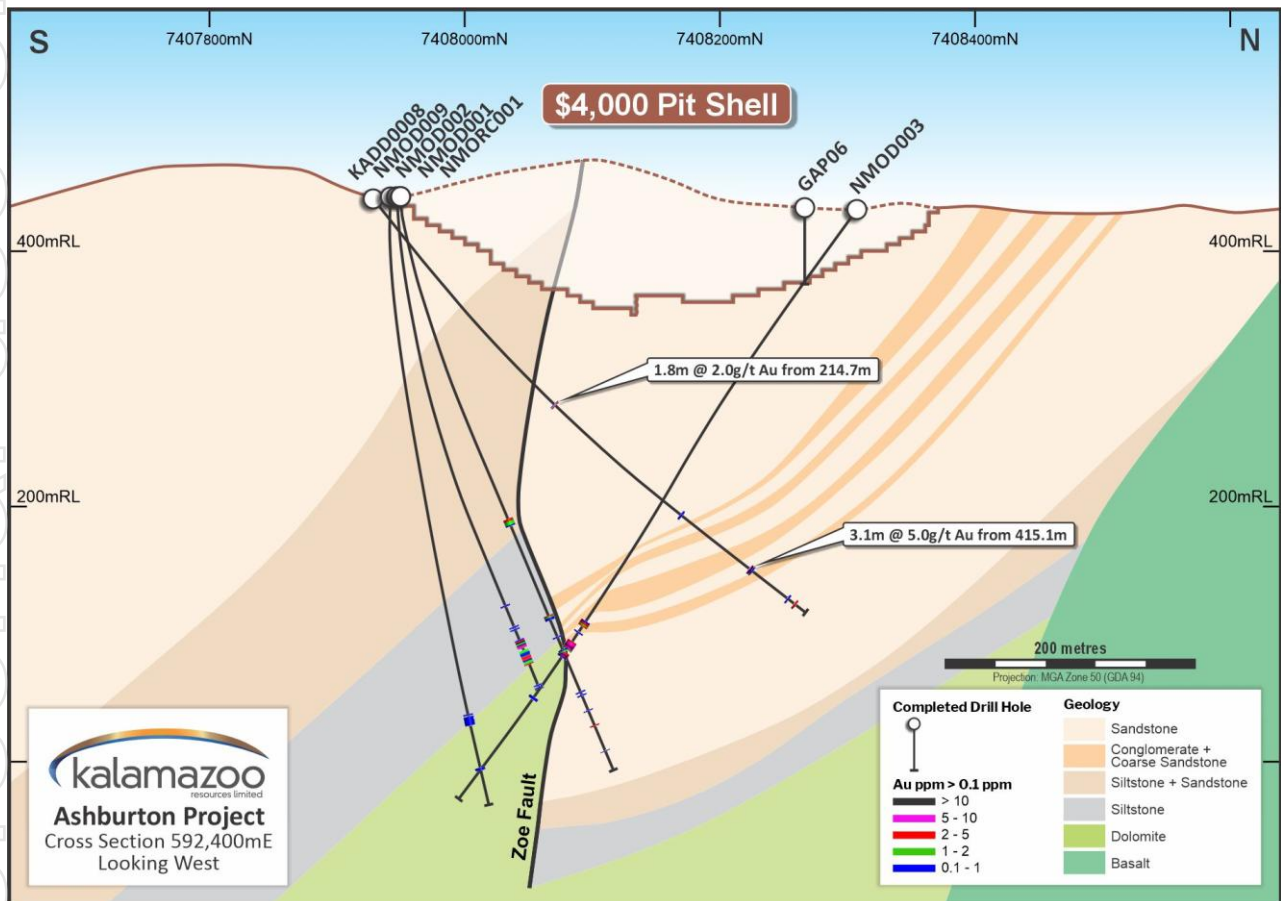 S
7407800mN
7408000mN
7408200mN
7408400mN
N
$4,000 Pit Shell
KADD0008
NMOD009
NMOD002
NMOD001
NMORC001
GAP06
NMOD003
400mRL
400mRL
1.8m @ 2.0g/t Au from 214.7m
200mRL
200mRL
3.1m @ 5.0g/t Au from 415.1m
200 metres
Projection: MGA Zone 50 (GDA 94)
Zoe Fault
kalamazoo
resources limited
Ashburton Project
Cross Section 592,400mE
Looking West
Completed Drill Hole
Au ppm > 0.1 ppm
> 10
5 - 10
2 - 5
1 - 2
0.1 - 1
Geology
Sandstone
Conglomerate +
Coarse Sandstone
Siltstone + Sandstone
Siltstone
Dolomite
Basalt